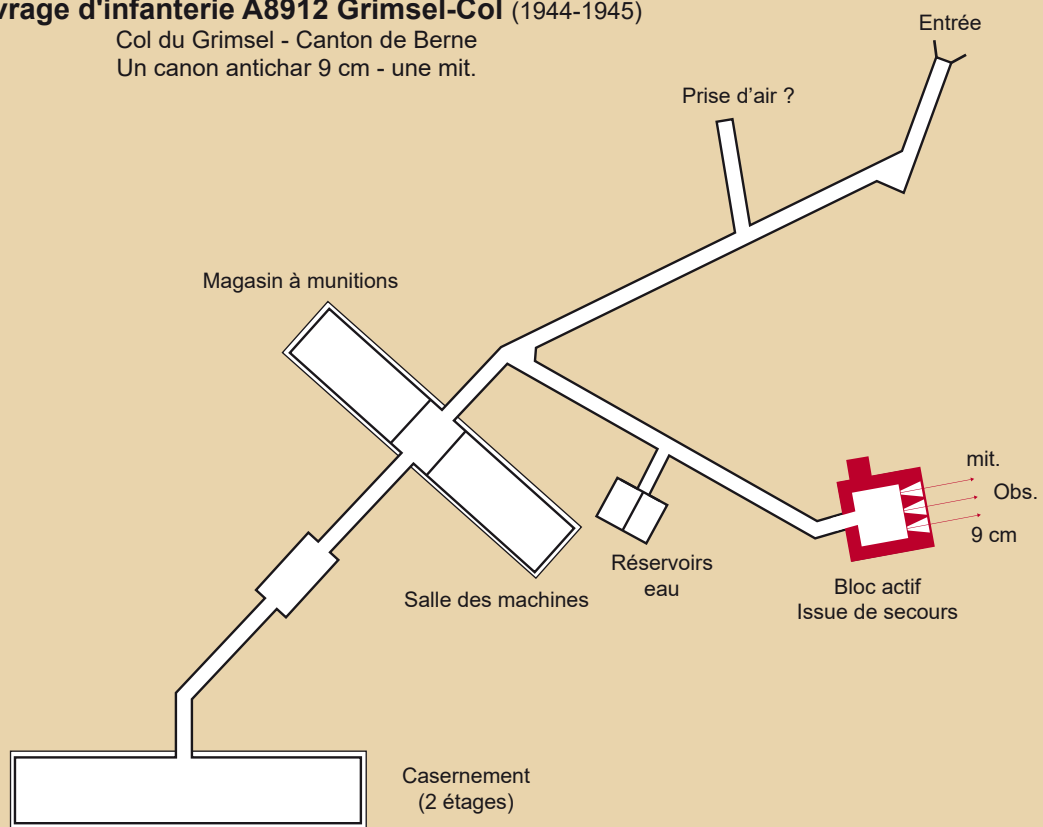 vrage d'infanterie A8912 Grimsel-Col (1944-1945)
Col du Grimsel - Canton de Berne
Un canon antichar 9 cm - une mit.
Entrée
Prise d'air ?
Magasin à munitions
mit.
Obs.
9 cm
Réservoirs
eau
Bloc actif
Issue de secours
Salle des machines
Casernement
(2 étages)